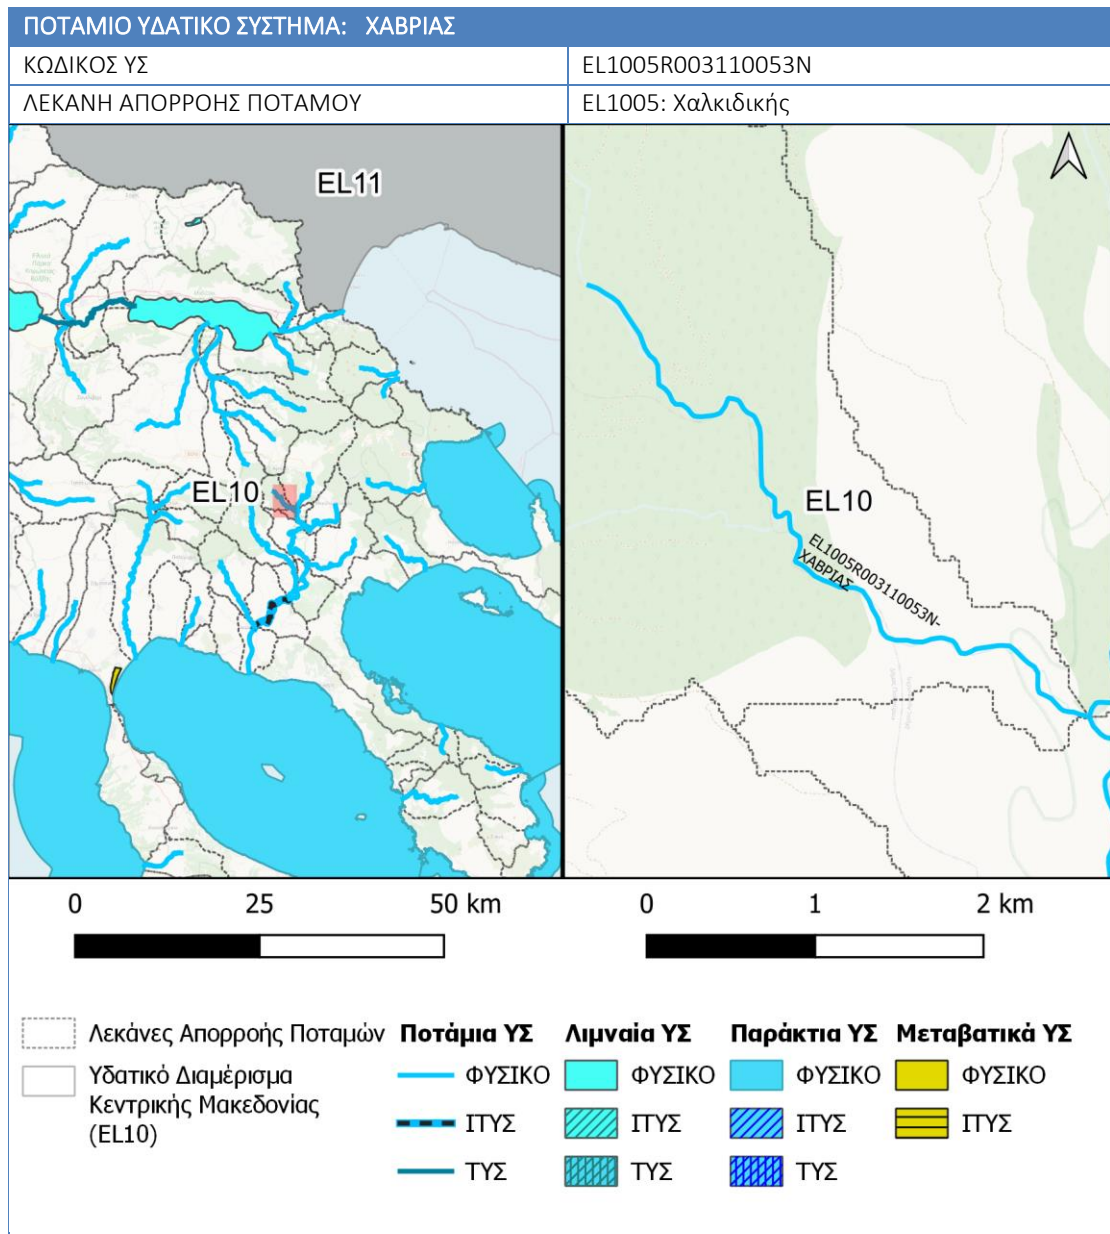 ΠΟΤΑΜΙΟ ΥΔΑΤΙΚΟ ΣΥΣΤΗΜΑ: ΧΑΒΡΙΑΣ
ΚΩΔΙΚΟΣ ΥΣ
EL1005R003110053N
ΛΕΚΑΝΗ ΑΠΟΡΡΟΗΣ ΠΟΤΑΜΟΥ
EL1005: Χαλκιδικής
EL11
EL10
EL10
EL1005R003110053N-
ΧΑΒΡΙΑΣ
0 25 50 km
0 1 2 km
Λεκάνες Απορροής Ποταμών
Υδατικό Διαμέρισμα
Κεντρικής Μακεδονίας
(EL10)
Ποτάμια ΥΣ
ΦΥΣΙΚΟ
ΙΤΥΣ
ΤΥΣ
Λιμναία ΥΣ
ΦΥΣΙΚΟ
ΙΤΥΣ
ΤΥΣ
Παράκτια ΥΣ
ΦΥΣΙΚΟ
ΙΤΥΣ
ΤΥΣ
Μεταβατικά ΥΣ
ΦΥΣΙΚΟ
ΙΤΥΣ